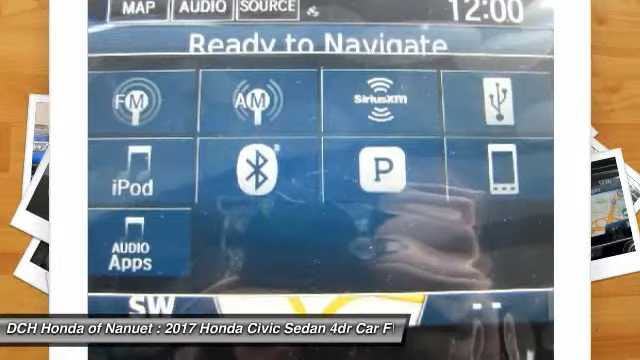 MAP AUDIO SOURCE 12:00
Ready to Navigate
FM AM SiriusXM
iPod P
AUDIO
Apps
SW --
DCH Honda of Nanuet : 2017 Honda Civic Sedan 4dr Car F